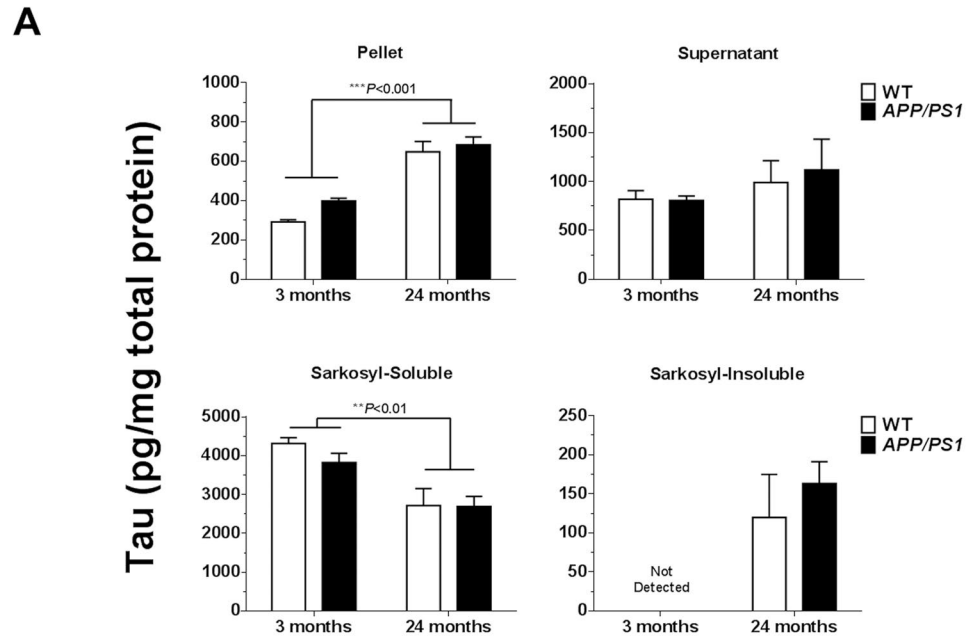 A
Tau (pg/mg total protein)
Pellet
1000
800
600
400
200
0
***P<0.001
3 months
24 months
Supernatant
2000
1500
1000
500
0
3 months
24 months
WT
APP/PS1
Sarkosyl-Soluble
5000
4000
3000
2000
1000
0
**P<0.01
3 months
24 months
Sarkosyl-Insoluble
250
200
150
100
50
0
Not
Detected
3 months
24 months
WT
APP/PS1